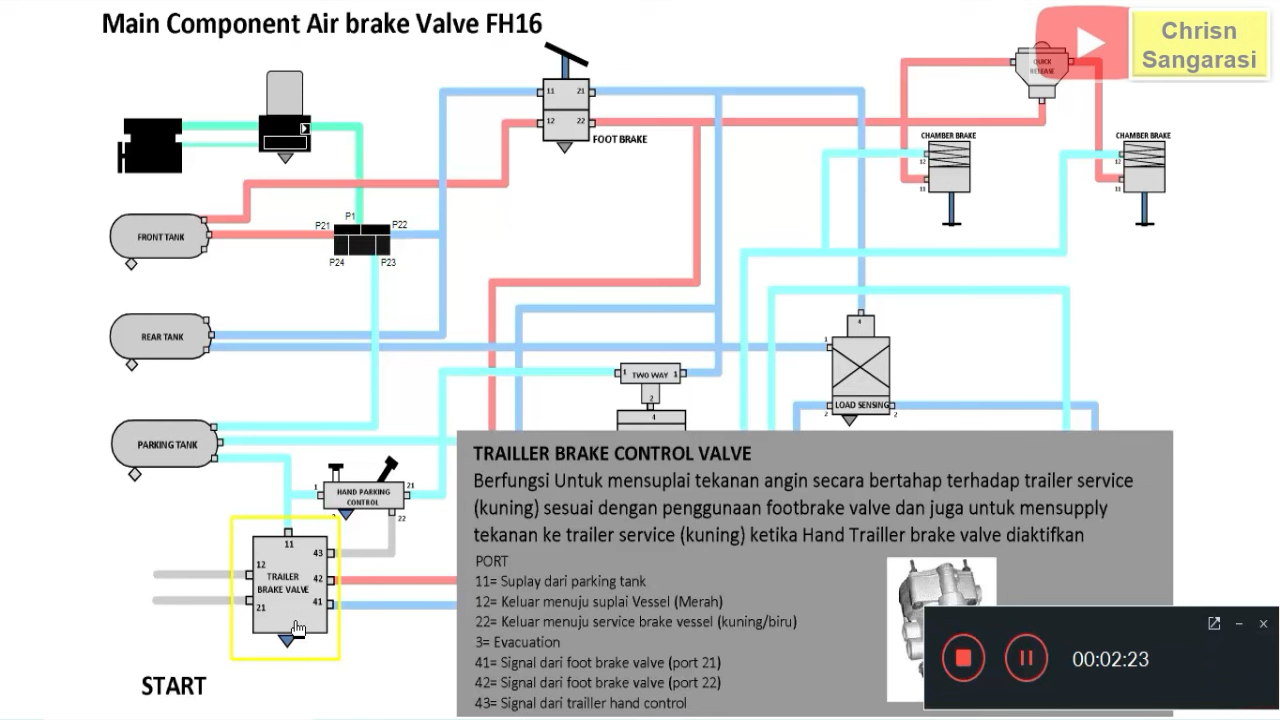 Main Component Air brake Valve FH16
Chrisn
Sangarasi
QUICK
RELEASE
11
21
12
22
FOOT BRAKE
CHAMBER BRAKE
12
11
CHAMBER BRAKE
12
11
P1
P21
P22
P24
P23
FRONT TANK
REAR TANK
4
1
LOAD SENSING
2
2
1
TWO WAY
1
2
4
PARKING TANK
1
HAND PARKING
CONTROL
21
22
11
12
43
TRAILER
BRAKE VALVE
42
21
41
START
TRAILLER BRAKE CONTROL VALVE
Berfungsi Untuk mensuplai tekanan angin secara bertahap terhadap trailer service
(kuning) sesuai dengan penggunaan footbrake valve dan juga untuk mensupply
tekanan ke trailer service (kuning) ketika Hand Trailler brake valve diaktifkan
PORT
11= Suplay dari parking tank
12= Keluar menuju suplai Vessel (Merah)
22= Keluar menuju service brake vessel (kuning/biru)
3= Evacuation
41= Signal dari foot brake valve (port 21)
42= Signal dari foot brake valve (port 22)
43= Signal dari trailler hand control
00:02:23